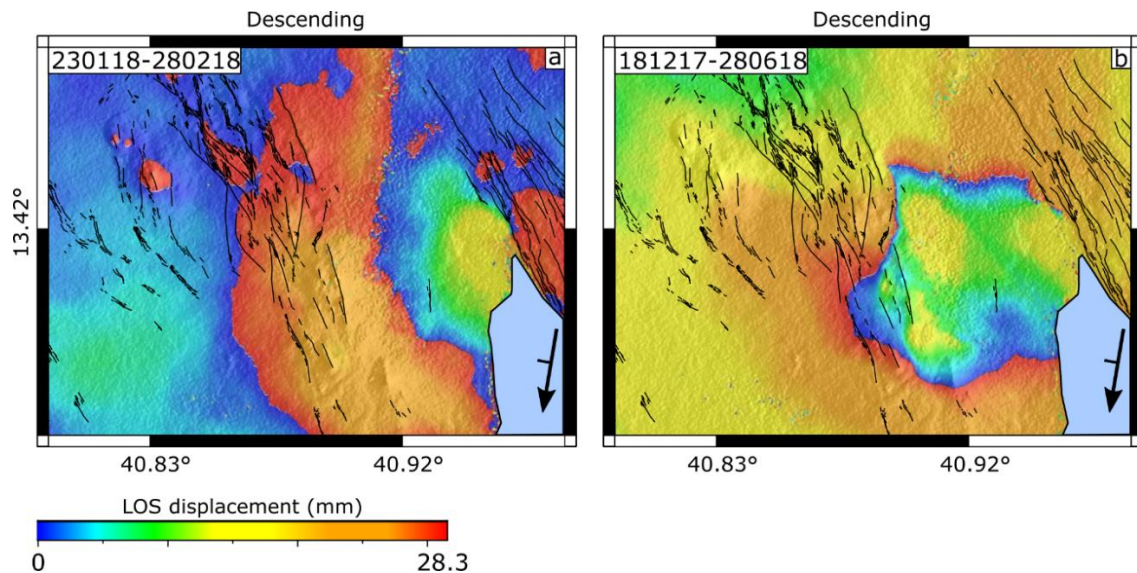 Descending
Descending
230118-280218
a
181217-280618
b
13.42°
40.83°
40.92°
40.83°
40.92°
LOS displacement (mm)
0
28.3